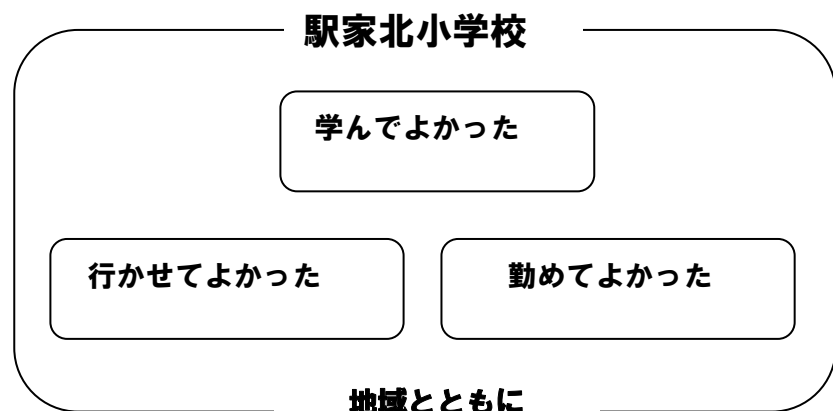 駅家北小学校
学んでよかった
行かせてよかった
勤めてよかった
地域とともに